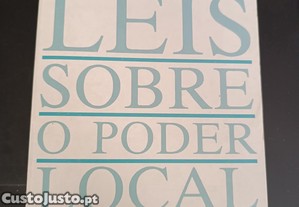 LEIS
SOBRE
O PODER
LOCAL
CustoJusto.pt